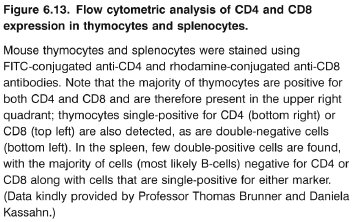 Figure 6.13. Flow cytometric analysis of CD4 and CD8
expression in thymocytes and splenocytes.
Mouse thymocytes and splenocytes were stained using
FITC-conjugated anti-CD4 and rhodamine-conjugated anti-CD8
antibodies. Note that the majority of thymocytes are positive for
both CD4 and CD8 and are therefore present in the upper right
quadrant; thymocytes single-positive for CD4 (bottom right) or
CD8 (top left) are also detected, as are double-negative cells
(bottom left). In the spleen, few double-positive cells are found,
with the majority of cells (most likely B-cells) negative for CD4 or
CD8 along with cells that are single-positive for either marker.
(Data kindly provided by Professor Thomas Brunner and Daniela
Kassahn.)